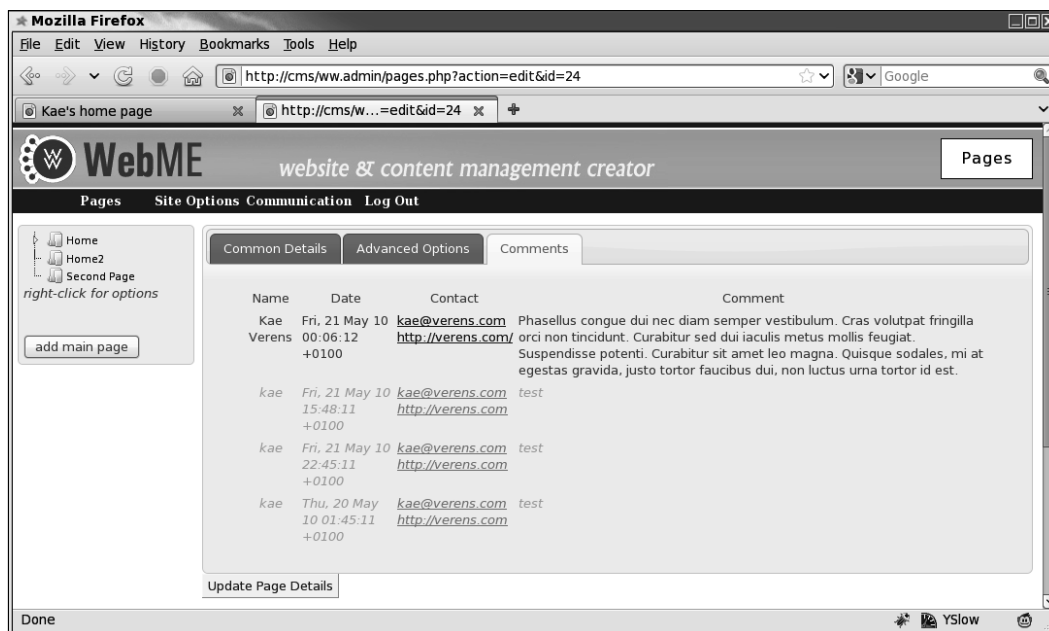 Mozilla Firefox
File Edit View History Bookmarks Tools Help
http://cms/ww.admin/pages.php?action=edit&id=24
Google
Kae's home page
http://cms/w...=edit&id=24
WebME
website & content management creator
Pages
Pages Site Options Communication Log Out
Home
Home2
Second Page
right-click for options
add main page
Common Details Advanced Options Comments
Name Date Contact Comment
Kae Fri, 21 May 10 kae@verens.com Phasellus congue dui nec diam semper vestibulum. Cras volutpat fringilla
Verens 00:06:12 http://verens.com/ orci non tincidunt. Curabitur sed dui iaculis metus mollis feugiat.
+0100 Suspendisse potenti. Curabitur sit amet leo magna. Quisque sodales, mi at
egestas gravida, justo tortor faucibus dui, non luctus urna tortor id est.
kae Fri, 21 May 10 kae@verens.com test
15:48:11 http://verens.com
+0100
kae Fri, 21 May 10 kae@verens.com test
22:45:11 http://verens.com
+0100
kae Thu, 20 May kae@verens.com test
10 01:45:11 http://verens.com
+0100
Update Page Details
Done YSlow